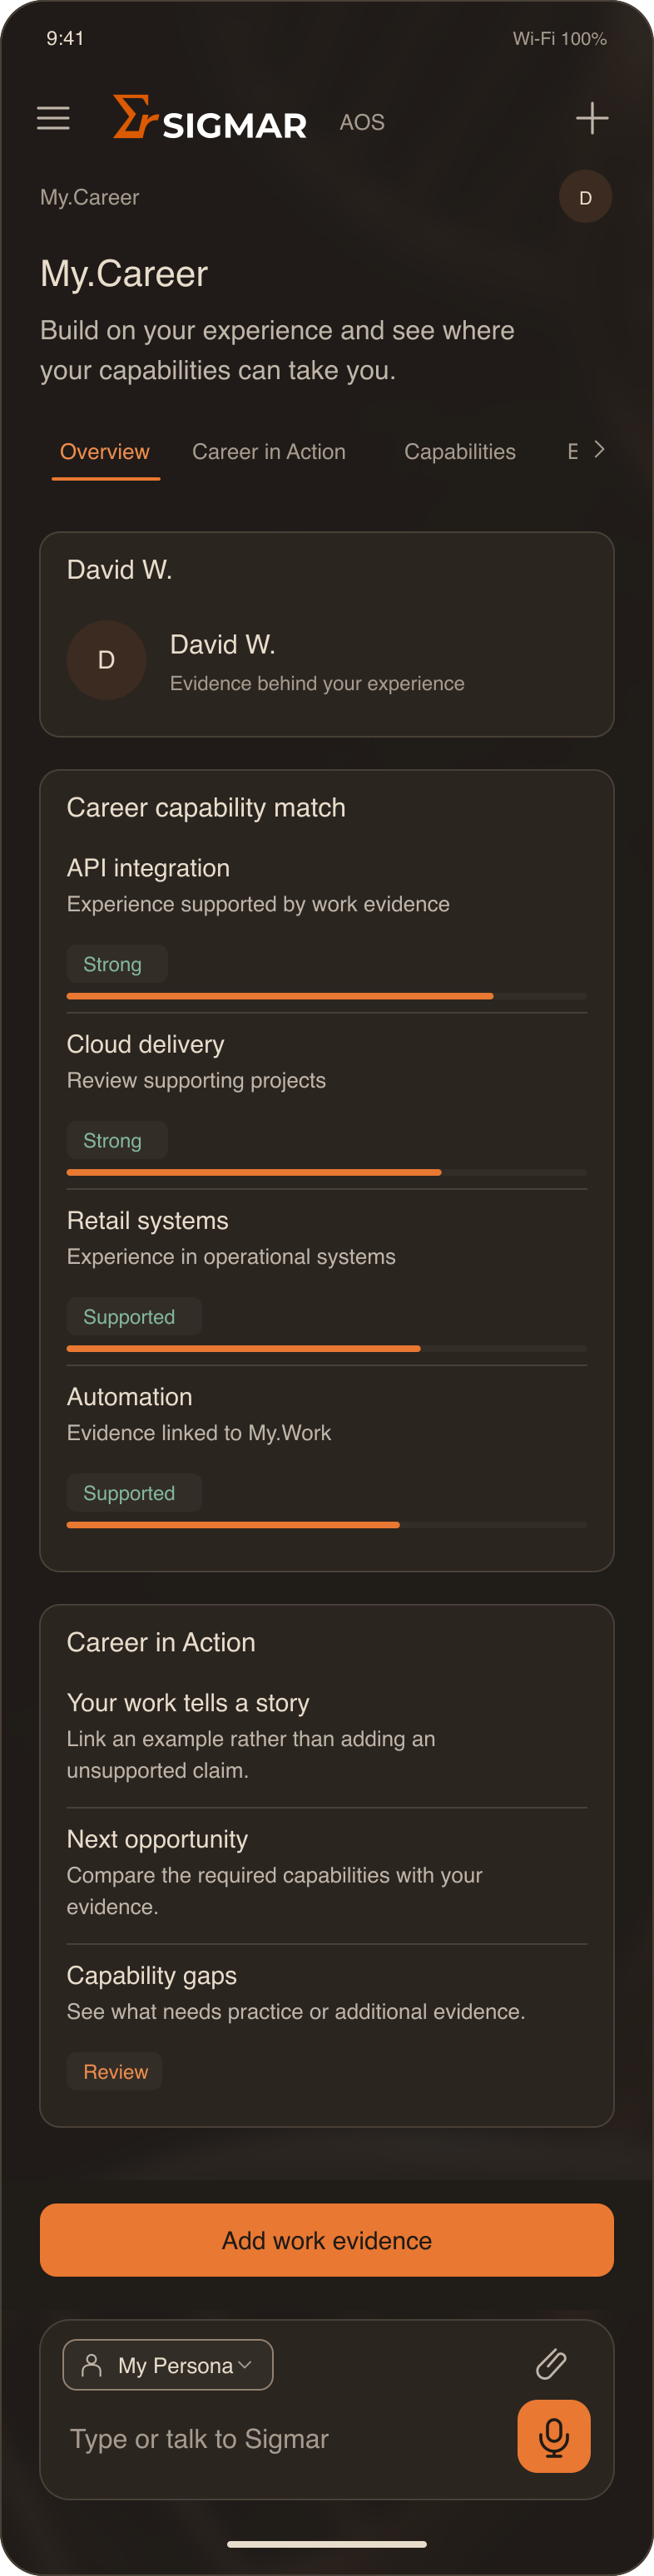 9:41
Wi-Fi 100%
Σr SIGMAR
AOS
My.Career
D
My.Career
Build on your experience and see where
your capabilities can take you.
Overview
Career in Action
Capabilities
E
David W.
D
David W.
Evidence behind your experience
Career capability match
API integration
Experience supported by work evidence
Strong
Cloud delivery
Review supporting projects
Strong
Retail systems
Experience in operational systems
Supported
Automation
Evidence linked to My.Work
Supported
Career in Action
Your work tells a story
Link an example rather than adding an
unsupported claim.
Next opportunity
Compare the required capabilities with your
evidence.
Capability gaps
See what needs practice or additional evidence.
Review
Add work evidence
My Persona
Type or talk to Sigmar